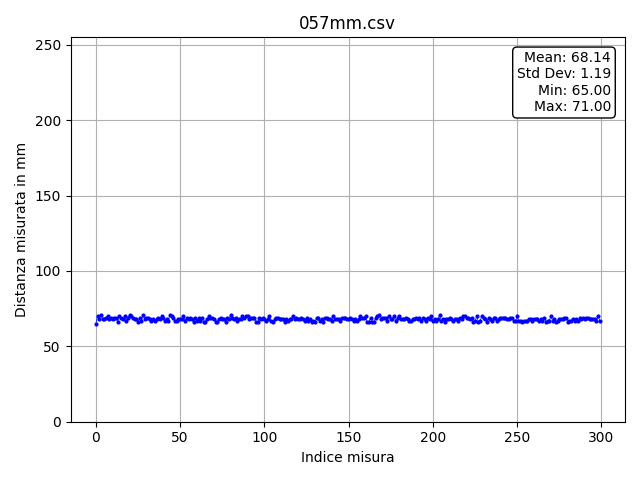 057mm.csv
Mean: 68.14
Std Dev: 1.19
Min: 65.00
Max: 71.00
250
200
150
100
50
0
Distanza misurata in mm
0 50 100 150 200 250 300
Indice misura